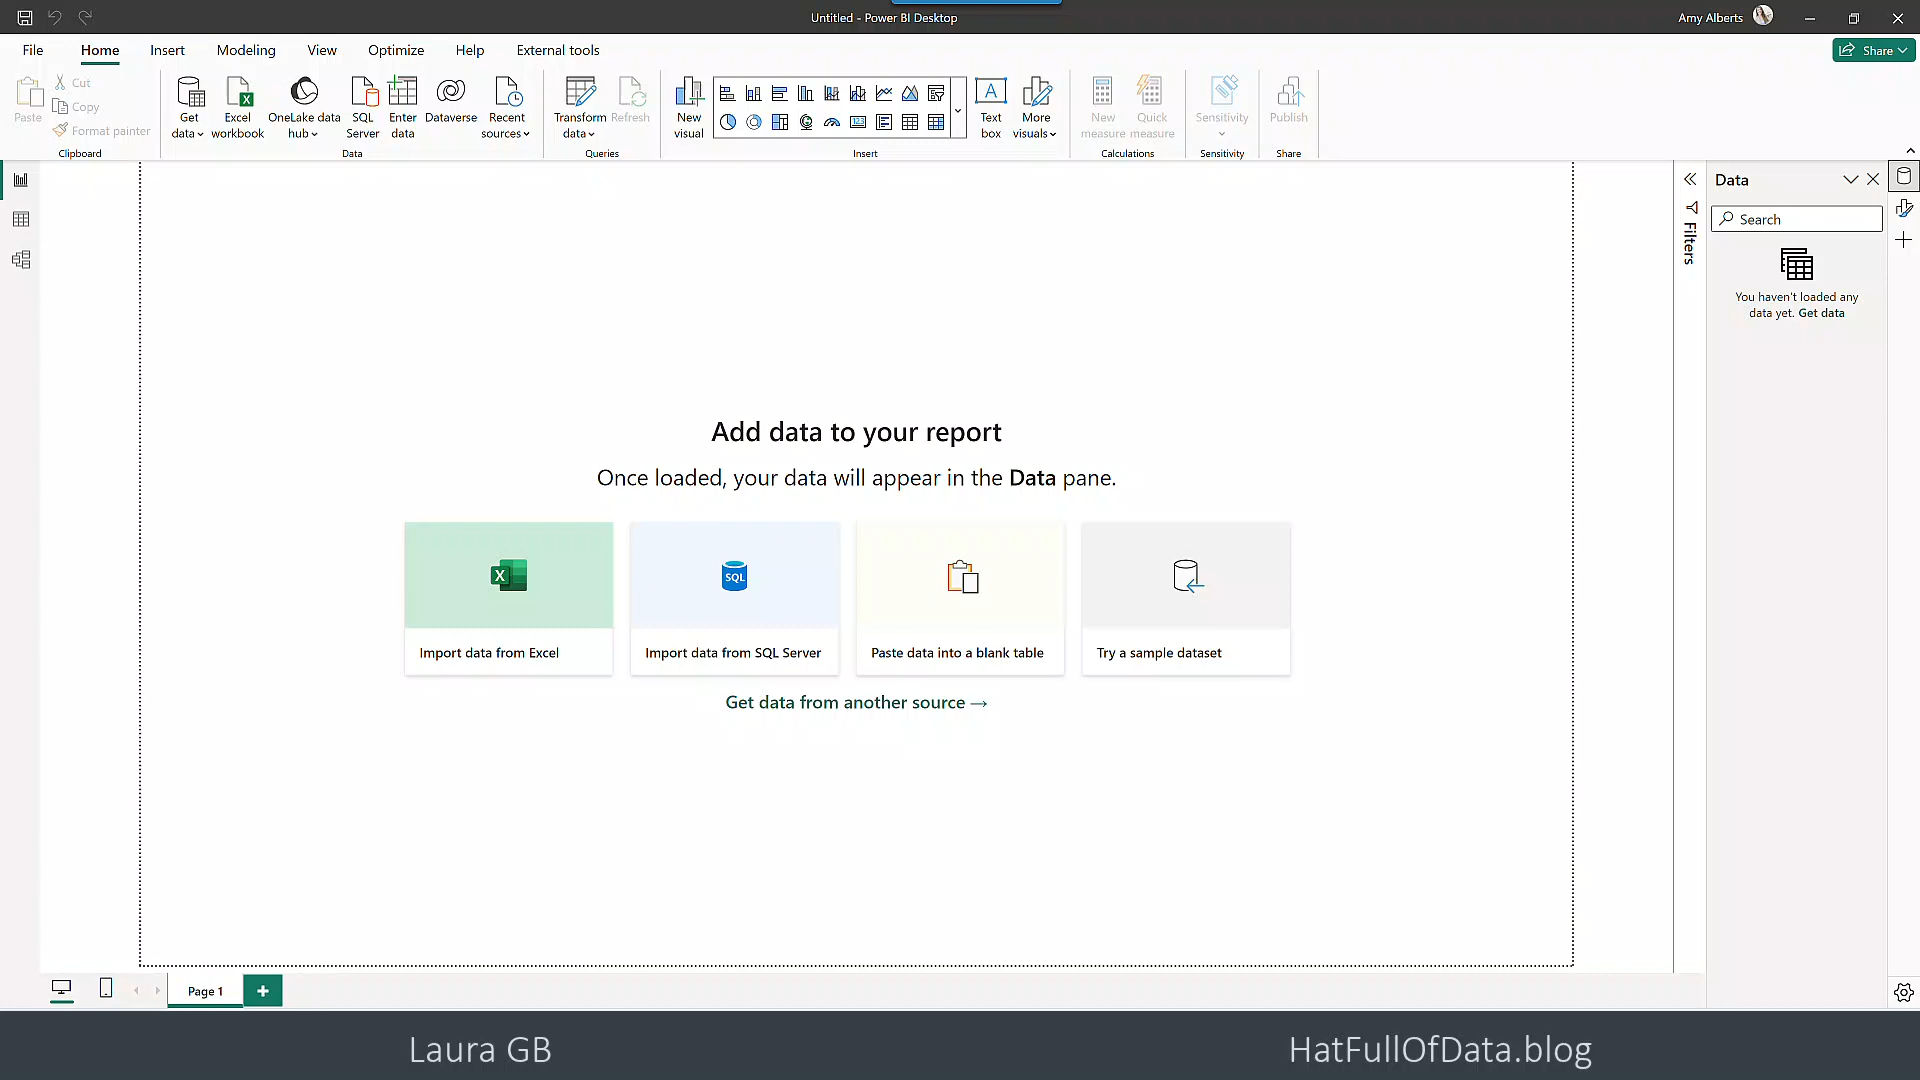 Untitled - Power BI Desktop
Amy Alberts
File
Home
Insert
Modeling
View
Optimize
Help
External tools
Share
Paste
Cut
Copy
Format painter
Clipboard
Get data
Excel workbook
OneLake data hub
SQL Server
Enter data
Dataverse
Recent sources
Data
Transform data
Refresh
Queries
New visual
Text box
More visuals
Insert
New measure
Quick measure
Calculations
Sensitivity
Sensitivity
Publish
Share
Filters
Data
Search
You haven't loaded any
data yet. Get data
Add data to your report
Once loaded, your data will appear in the Data pane.
SQL
Import data from Excel
Import data from SQL Server
Paste data into a blank table
Try a sample dataset
Get data from another source →
Page 1
Laura GB
HatFullOfData.blog